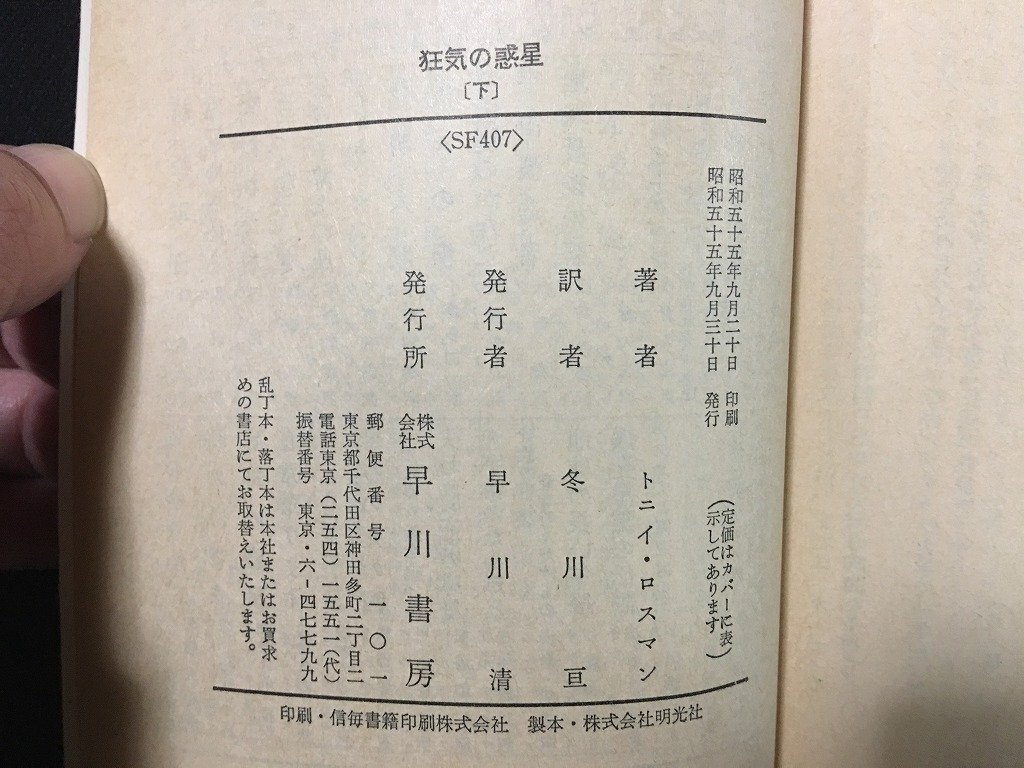 狂気の惑星
〔下〕
〈SF407〉
昭和五十五年九月二十日 印刷
昭和五十五年九月三十日 発行
（定価はカバーに表
示してあります）
著者 トニイ・ロスマン
訳者 冬川亘
発行者 早川清
発行所 株式会社 早川書房
郵便番号 一〇一
東京都千代田区神田多町二丁目二
電話東京（二五四）一五五一（代）
振替番号 東京・六-四七七九九
乱丁本・落丁本は本社またはお買求
めの書店にてお取替えいたします。
印刷・信毎書籍印刷株式会社 製本・株式会社明光社